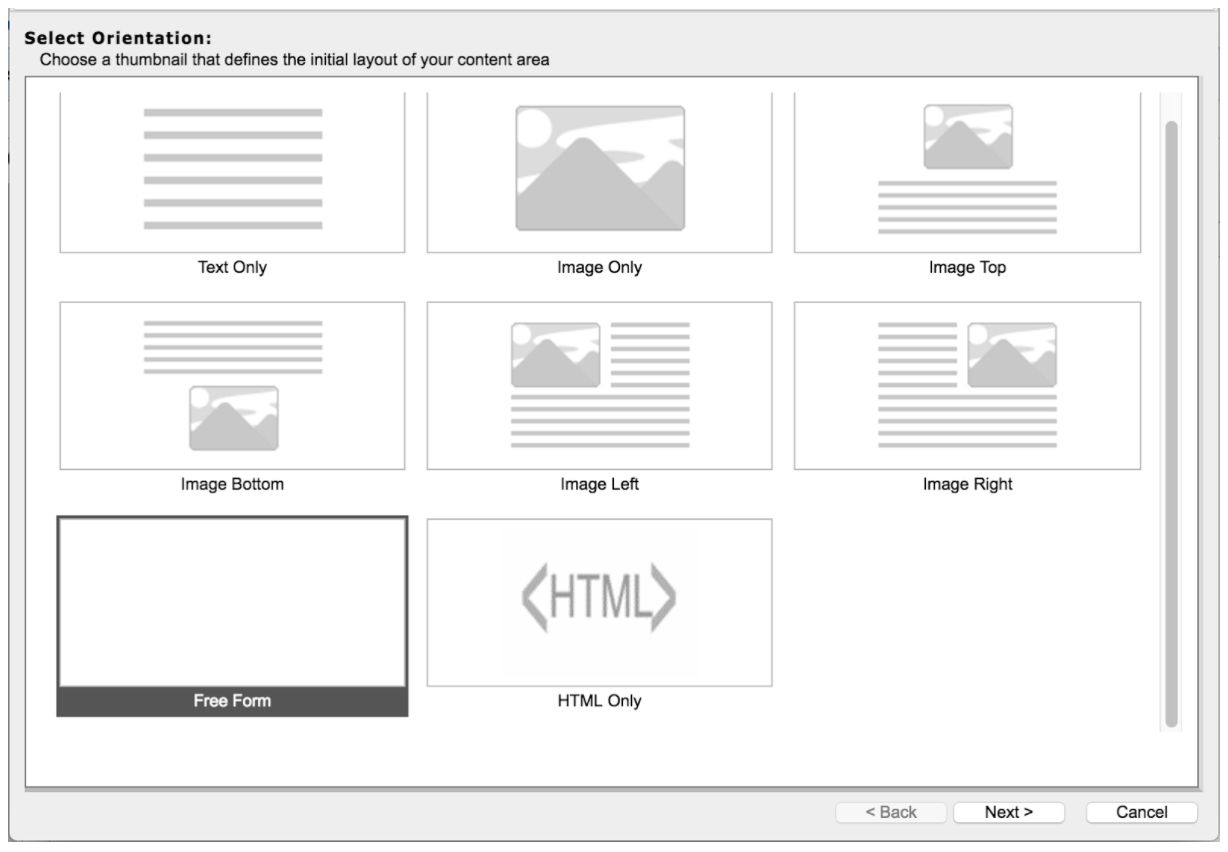 Select Orientation:
Choose a thumbnail that defines the initial layout of your content area
Text Only
Image Only
Image Top
Image Bottom
Image Left
Image Right
<HTML>
Free Form
HTML Only
< Back
Next >
Cancel